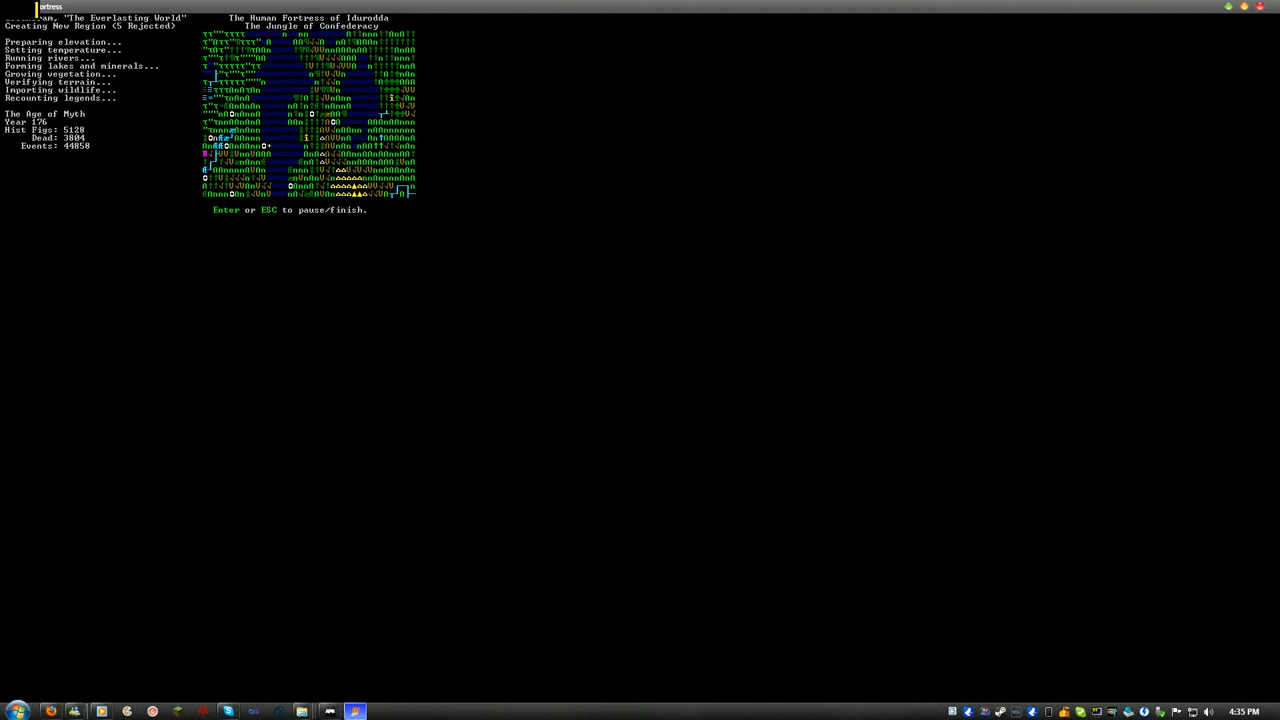 ortress
"The Everlasting World"
The Human Fortress of Idurodda
Creating New Region (5 Rejected)
The Jungle of Confederacy
Preparing elevation...
Setting temperature...
Running rivers...
Forming lakes and minerals...
Growing vegetation...
Verifying terrain...
Importing wildlife...
Recounting legends...
The Age of Myth
Year 176
Hist Figs: 5128
Dead: 3804
Events: 44858
Enter or ESC to pause/finish.
4:35 PM